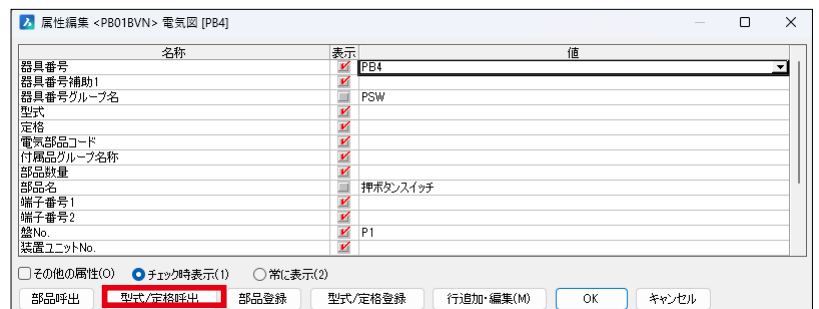 属性編集 <PB01BVN> 電気図 [PB4]
名称 表示 値
器具番号 PB4
器具番号補助1
器具番号グループ名 PSW
型式
定格
電気部品コード
付属品グループ名称
部品数量
部品名 押ボタンスイッチ
端子番号1
端子番号2
盤No. P1
装置ユニットNo.
その他の属性(O) チェック時表示(1) 常に表示(2)
部品呼出 型式/定格呼出 部品登録 型式/定格登録 行追加・編集(M) OK キャンセル